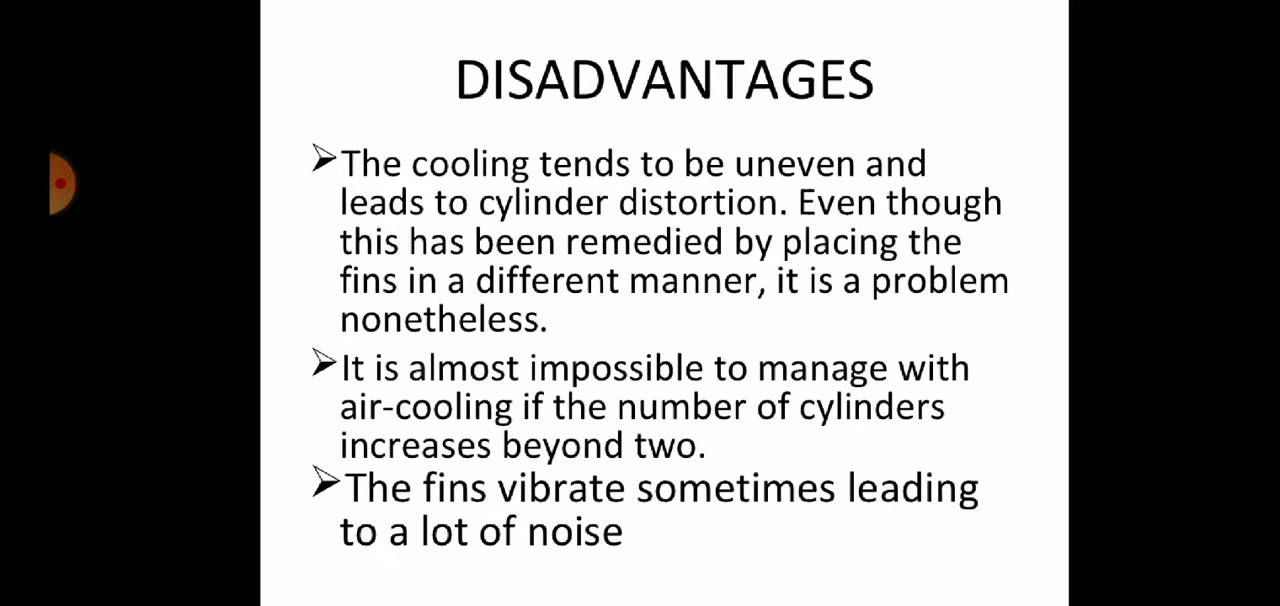 DISADVANTAGES
➢The cooling tends to be uneven and
leads to cylinder distortion. Even though
this has been remedied by placing the
fins in a different manner, it is a problem
nonetheless.
➢It is almost impossible to manage with
air-cooling if the number of cylinders
increases beyond two.
➢The fins vibrate sometimes leading
to a lot of noise